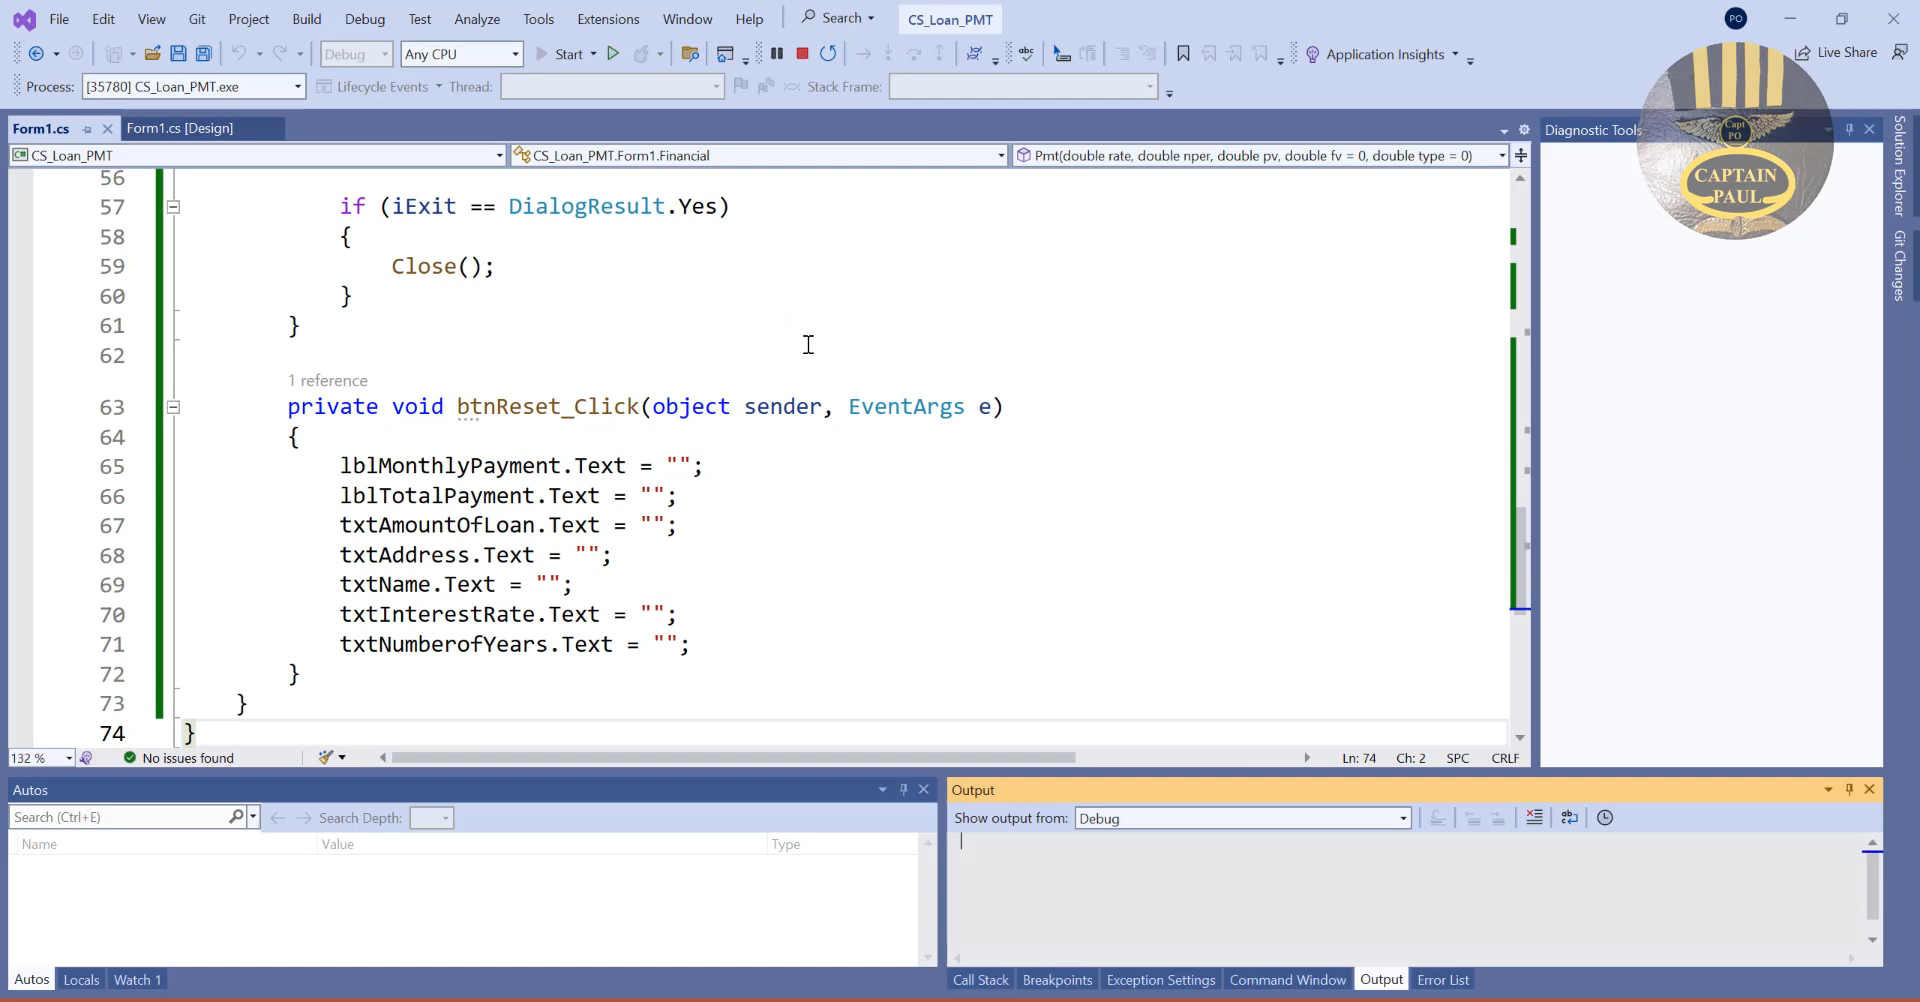 File Edit View Git Project Build Debug Test Analyze Tools Extensions Window Help Search CS_Loan_PMT PO
Debug Any CPU Start Application Insights Live Share
Process: [35780] CS_Loan_PMT.exe Lifecycle Events Thread: Stack Frame:
Form1.cs Form1.cs [Design] Diagnostic Tools
CS_Loan_PMT CS_Loan_PMT.Form1.Financial Pmt(double rate, double nper, double pv, double fv = 0, double type = 0)
Capt
PO
CAPTAIN
PAUL
Solution Explorer
Git Changes
56
57 if (iExit == DialogResult.Yes)
58 {
59 Close();
60 }
61 }
62
1 reference
63 private void btnReset_Click(object sender, EventArgs e)
64 {
65 lblMonthlyPayment.Text = "";
66 lblTotalPayment.Text = "";
67 txtAmountOfLoan.Text = "";
68 txtAddress.Text = "";
69 txtName.Text = "";
70 txtInterestRate.Text = "";
71 txtNumberofYears.Text = "";
72 }
73 }
74 }
132 % No issues found Ln: 74 Ch: 2 SPC CRLF
Autos
Search (Ctrl+E) Search Depth:
Name Value Type
Autos Locals Watch 1
Output
Show output from: Debug
Call Stack Breakpoints Exception Settings Command Window Output Error List